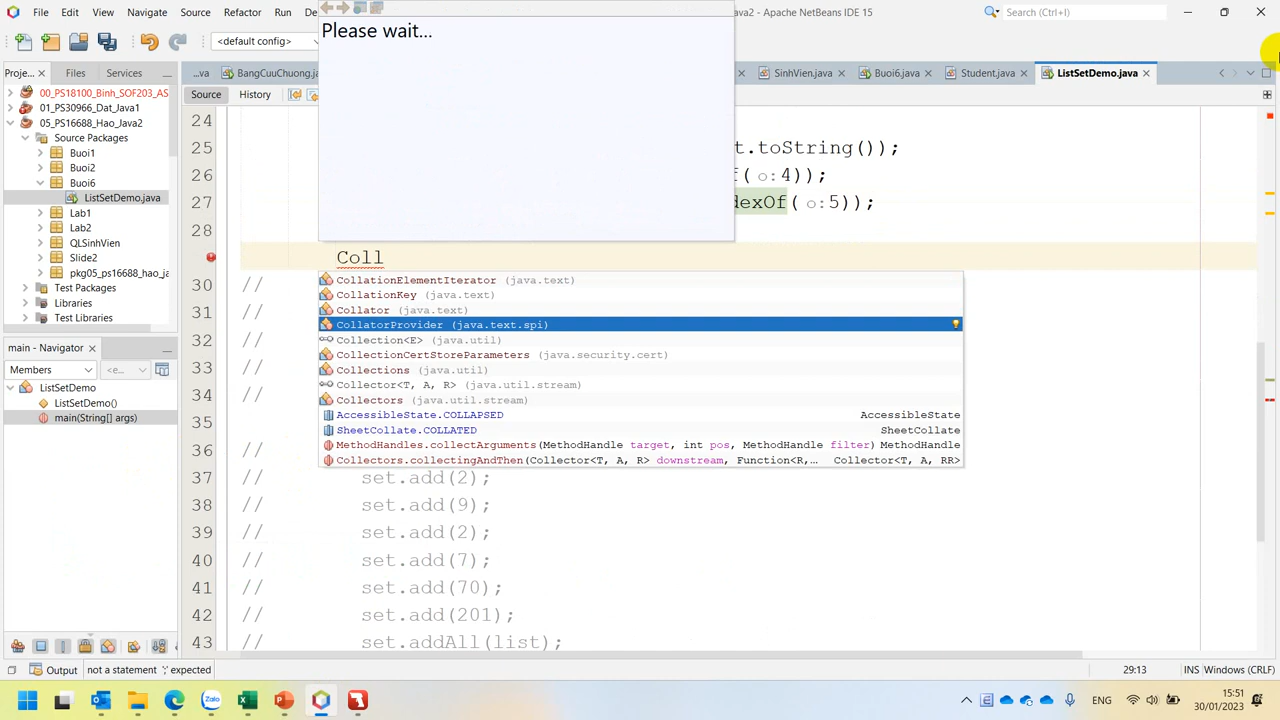 File Edit View Navigate Source Refactor Run D
ava2 - Apache NetBeans IDE 15
Search (Ctrl+I)
<default config>
Please wait...
Proje...
Files
Services
...va
BangCuuChuong.j
SinhVien.java
Buoi6.java
Student.java
ListSetDemo.java
Source
History
00_PS18100_Binh_SOF203_AS
01_PS30966_Dat_Java1
05_PS16688_Hao_Java2
Source Packages
Buoi1
Buoi2
Buoi6
ListSetDemo.java
Lab1
Lab2
QLSinhVien
Slide2
pkg05_ps16688_hao_ja
Test Packages
Libraries
Test Libraries
main - Navigator
Members
<e...
ListSetDemo
ListSetDemo()
main(String[] args)
24
25 t.toString());
26 f( o:4));
27 dexOf( o:5));
28
Coll
30 //
31 //
32 //
33 //
34 //
35 //
36 //
37 // set.add(2);
38 // set.add(9);
39 // set.add(2);
40 // set.add(7);
41 // set.add(70);
42 // set.add(201);
43 // set.addAll(list);
CollationElementIterator (java.text)
CollationKey (java.text)
Collator (java.text)
CollatorProvider (java.text.spi)
Collection<E> (java.util)
CollectionCertStoreParameters (java.security.cert)
Collections (java.util)
Collector<T, A, R> (java.util.stream)
Collectors (java.util.stream)
AccessibleState.COLLAPSED AccessibleState
SheetCollate.COLLATED SheetCollate
MethodHandles.collectArguments(MethodHandle target, int pos, MethodHandle filter) MethodHandle
Collectors.collectingAndThen(Collector<T, A, R> downstream, Function<R,... Collector<T, A, RR>
Output
not a statement ';' expected
29:13
INS Windows (CRLF)
Zalo
ENG
15:51
30/01/2023